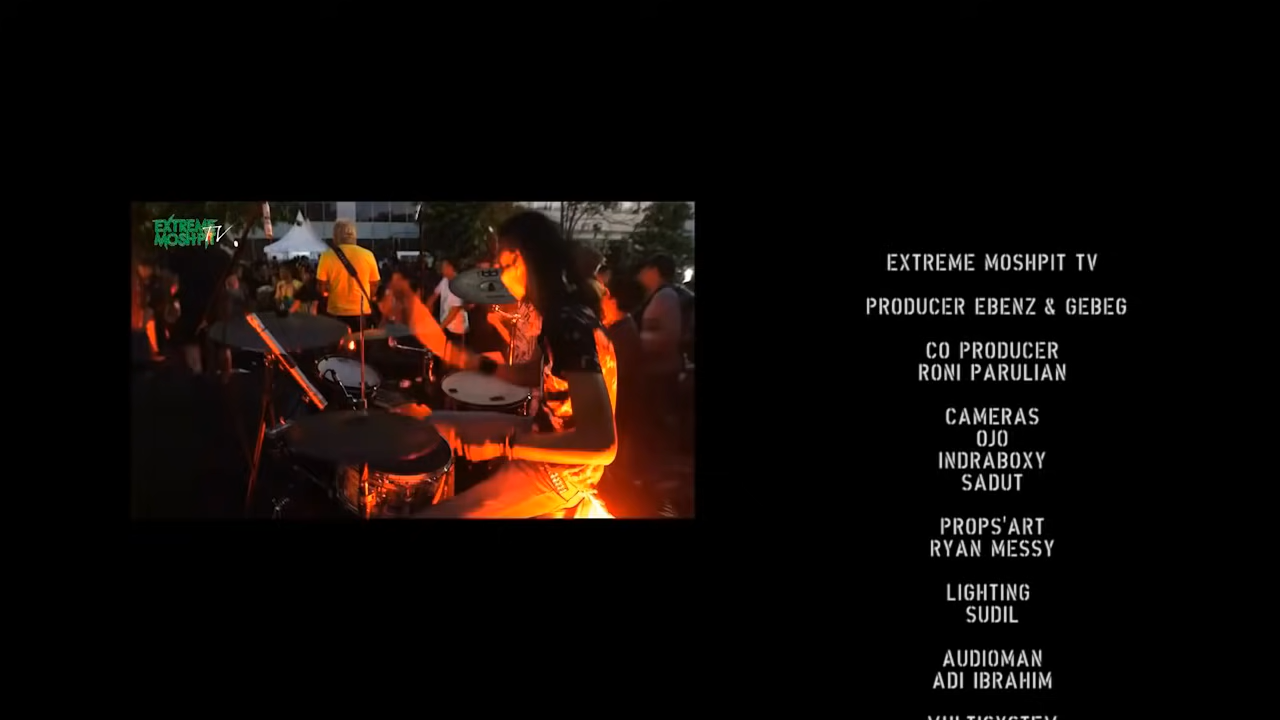 EXTREME
MOSHPIT TV.
EXTREME MOSHPIT TV
PRODUCER EBENZ & GEBEG
CO PRODUCER
RONI PARULIAN
CAMERAS
OJO
INDRABOXY
SADUT
PROPS'ART
RYAN MESSY
LIGHTING
SUDIL
AUDIOMAN
ADI IBRAHIM